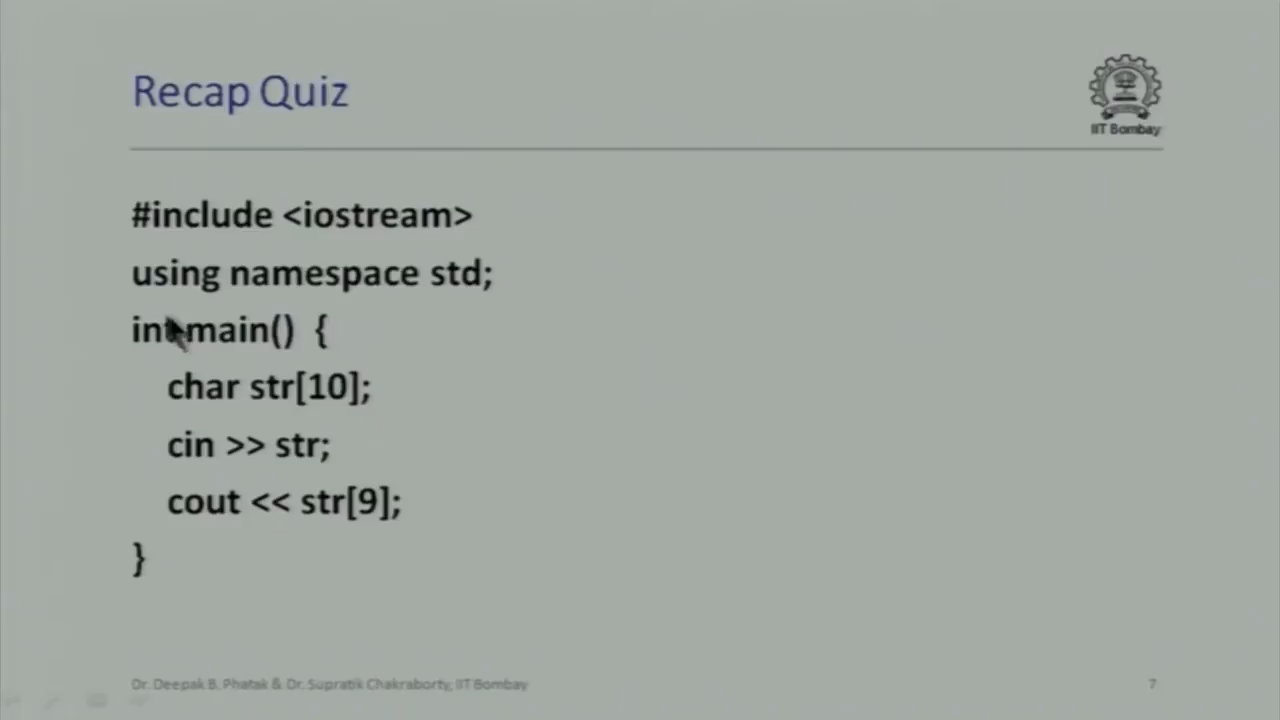 Recap Quiz
IIT Bombay
#include <iostream>
using namespace std;
int main() {
char str[10];
cin >> str;
cout << str[9];
}
Dr. Deepak B. Phatak & Dr. Supratik Chakraborty, IIT Bombay
7